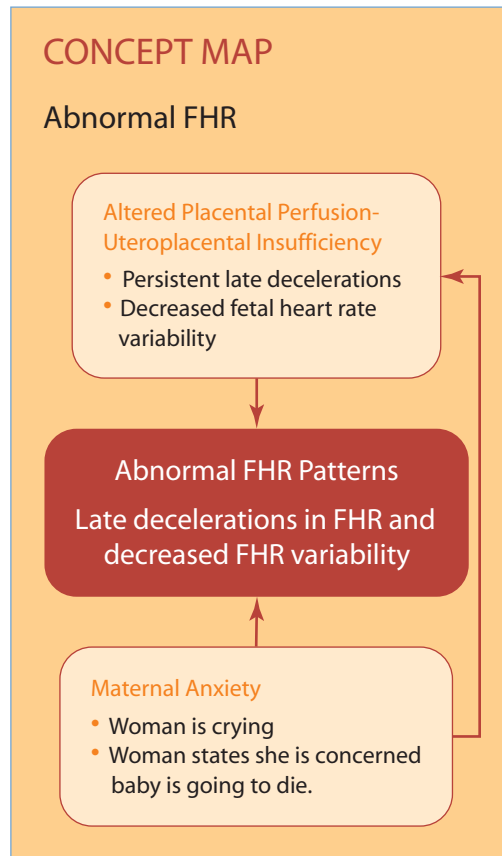 CONCEPT MAP
Abnormal FHR
Altered Placental Perfusion-
Uteroplacental Insufficiency
• Persistent late decelerations
• Decreased fetal heart rate
variability
Abnormal FHR Patterns
Late decelerations in FHR and
decreased FHR variability
Maternal Anxiety
• Woman is crying
• Woman states she is concerned
baby is going to die.